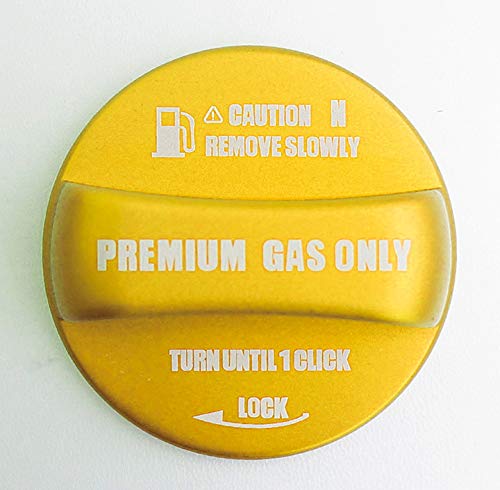 ⚠ CAUTION N
REMOVE SLOWLY
PREMIUM GAS ONLY
TURN UNTIL 1 CLICK
LOCK